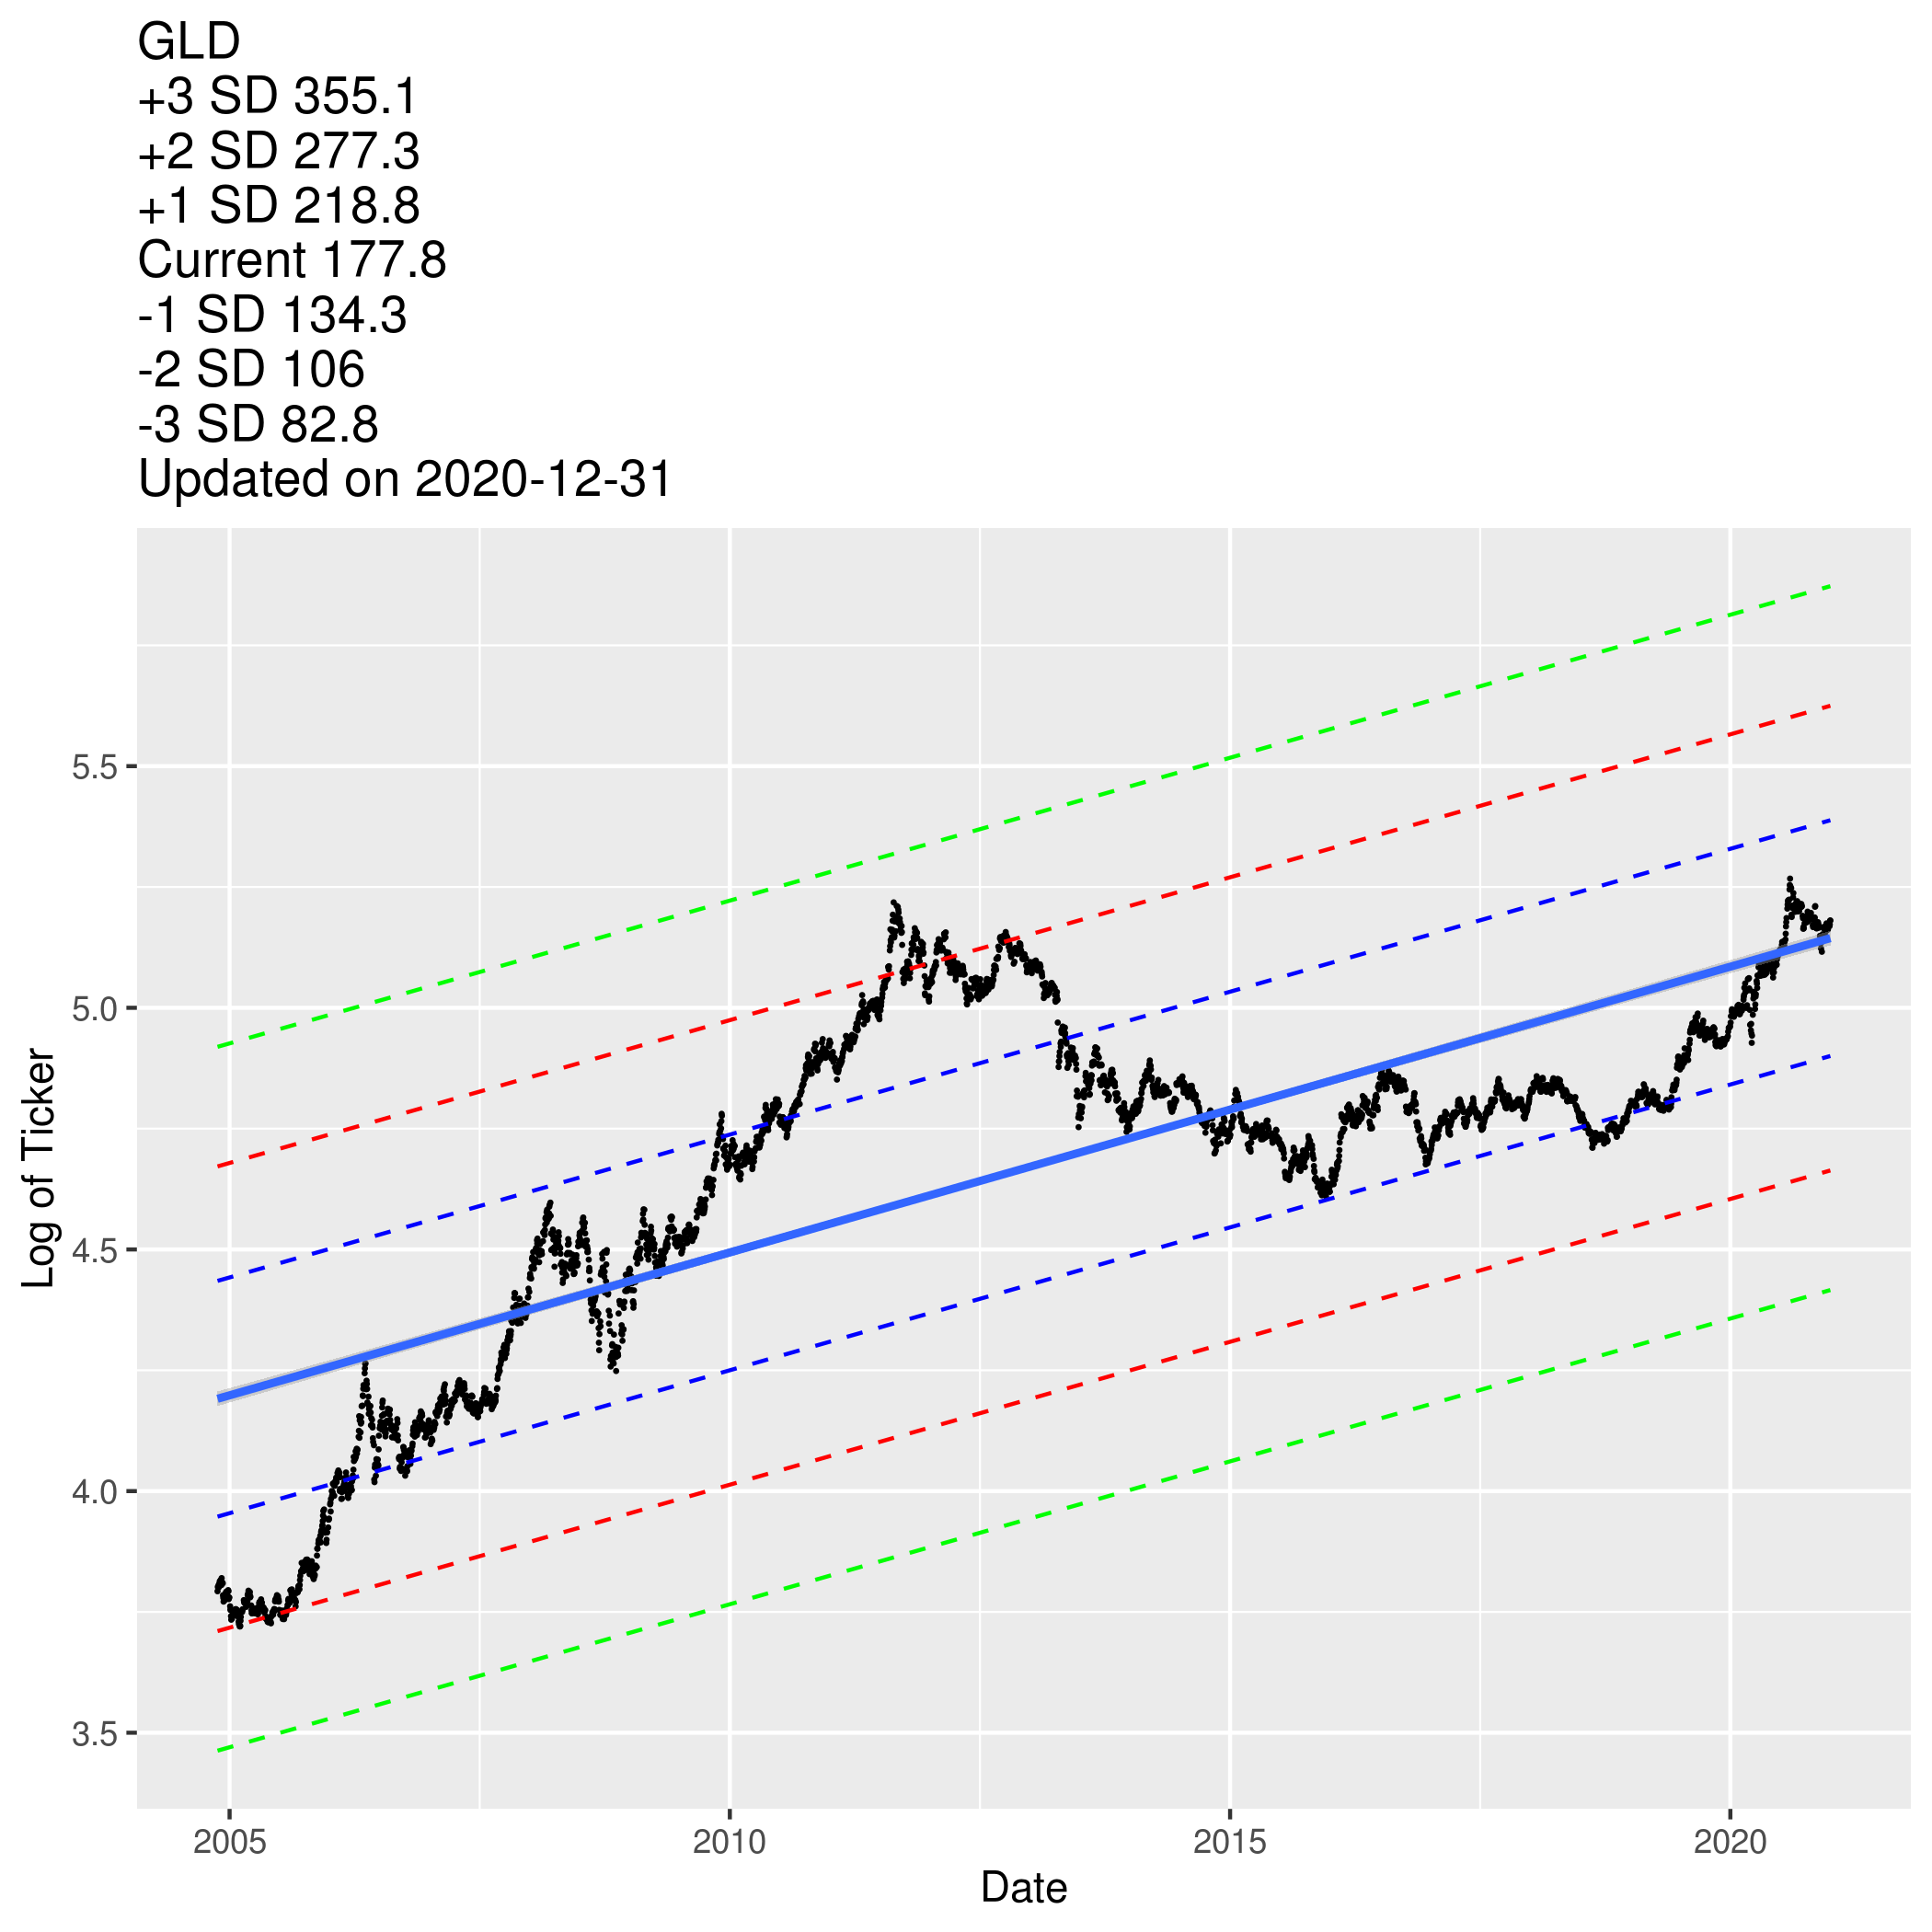 GLD
+3 SD 355.1
+2 SD 277.3
+1 SD 218.8
Current 177.8
-1 SD 134.3
-2 SD 106
-3 SD 82.8
Updated on 2020-12-31
Log of Ticker
5.5
5.0
4.5
4.0
3.5
2005 2010 2015 2020
Date